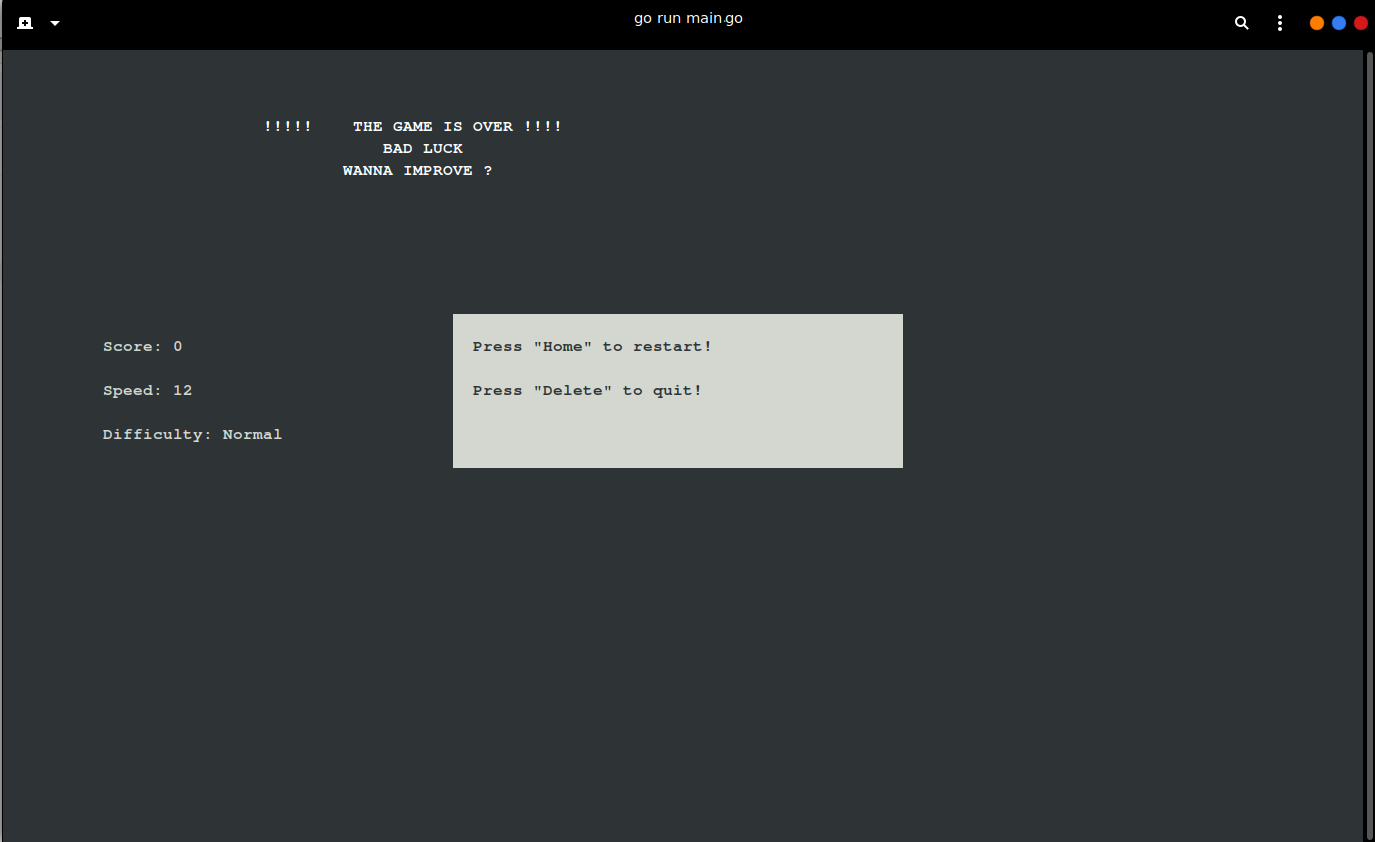 go run main.go
!!!!!    THE GAME IS OVER !!!!
BAD LUCK
WANNA IMPROVE ?
Score: 0
Speed: 12
Difficulty: Normal
Press "Home" to restart!
Press "Delete" to quit!